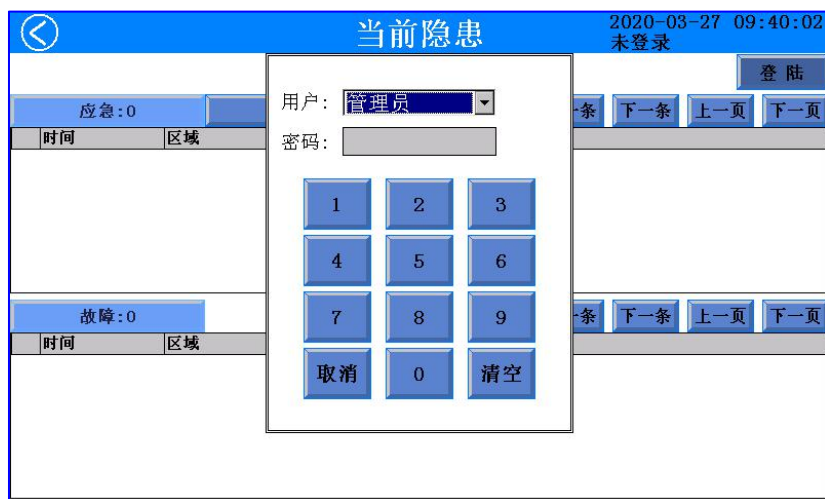 当前隐患
2020-03-27 09:40:02
未登录
登 陆
应急:0
条 下一条 上一页 下一页
时间 区域
用户: 管理员
密码:
1 2 3
4 5 6
7 8 9
取消 0 清空
故障:0
条 下一条 上一页 下一页
时间 区域